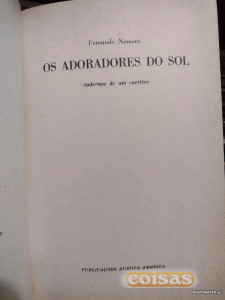 Fernando Namora
OS ADORADORES DO SOL
cadernos de um escritor
PUBLICAÇÕES EUROPA-AMÉRICA
coisas